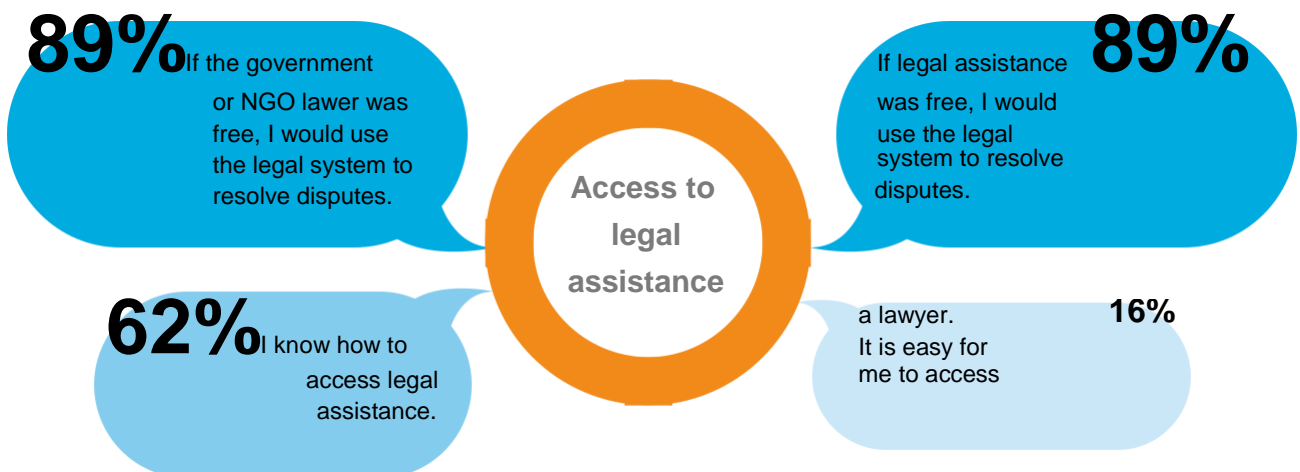 89% If the government
or NGO lawer was
free, I would use
the legal system to
resolve disputes.
If legal assistance 89%
was free, I would
use the legal
system to resolve
disputes.
Access to
legal
assistance
62% I know how to
access legal
assistance.
a lawyer. 16%
It is easy for
me to access